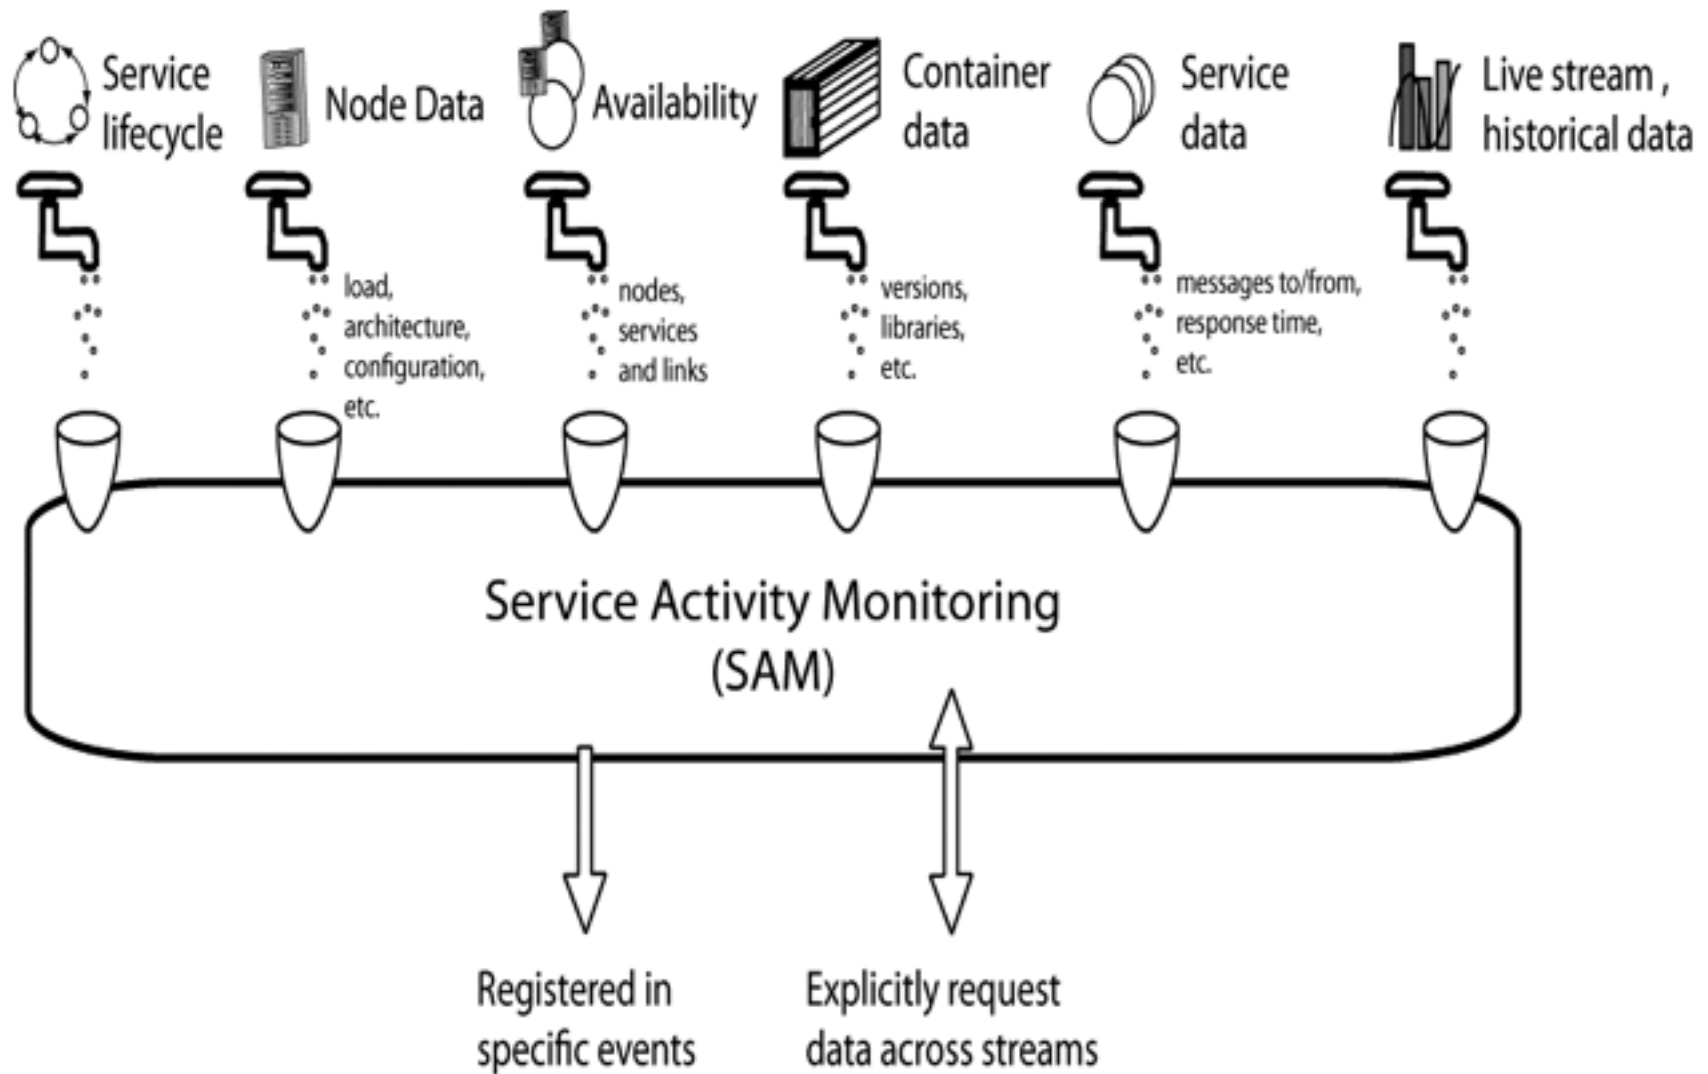 Service
lifecycle
Node Data
Availability
Container
data
Service
data
Live stream ,
historical data
load,
architecture,
configuration,
etc.
nodes,
services
and links
versions,
libraries,
etc.
messages to/from,
response time,
etc.
Service Activity Monitoring
(SAM)
Registered in
specific events
Explicitly request
data across streams